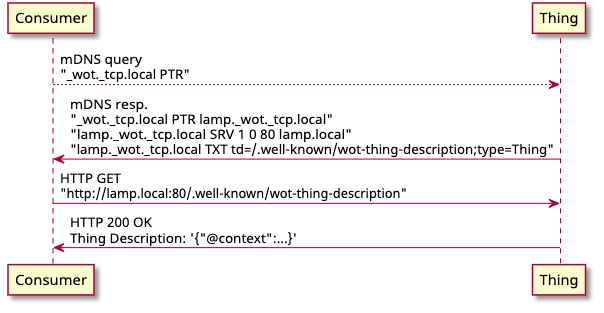 Consumer
Thing
mDNS query
"_wot._tcp.local PTR"
mDNS resp.
"_wot._tcp.local PTR lamp._wot._tcp.local"
"lamp._wot._tcp.local SRV 1 0 80 lamp.local"
"lamp._wot._tcp.local TXT td=/.well-known/wot-thing-description;type=Thing"
HTTP GET
"http://lamp.local:80/.well-known/wot-thing-description"
HTTP 200 OK
Thing Description: '{"@context":...}'
Consumer
Thing